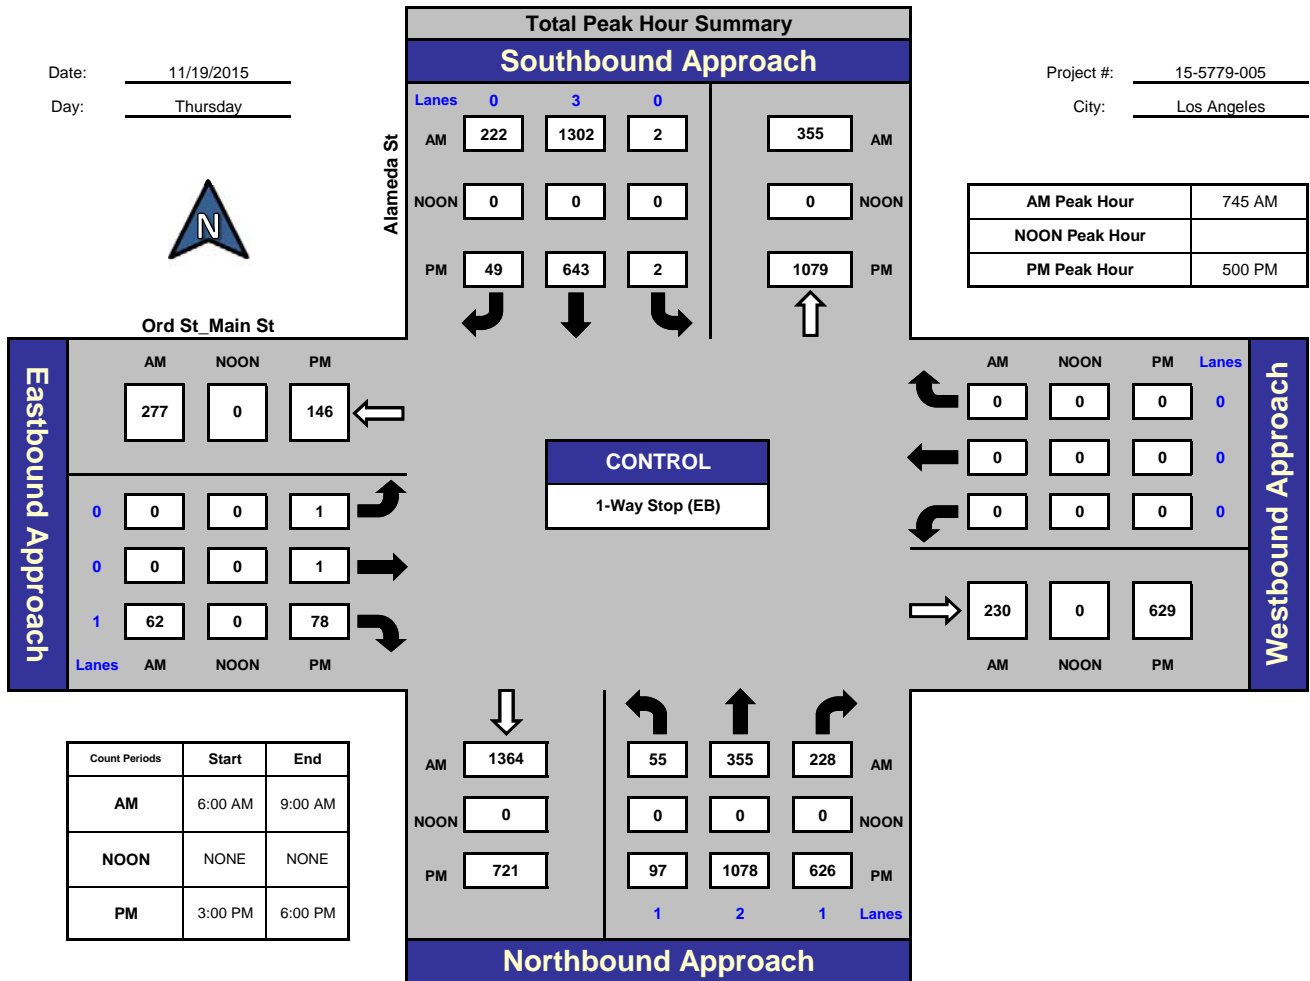 Total Peak Hour Summary
Southbound Approach
Date: 11/19/2015
Day: Thursday
Project #: 15-5779-005
City: Los Angeles
N
Alameda St
Lanes 0 3 0
AM 222 1302 2 355 AM
NOON 0 0 0 0 NOON
PM 49 643 2 1079 PM
AM Peak Hour 745 AM
NOON Peak Hour
PM Peak Hour 500 PM
Ord St_Main St
Eastbound Approach
AM NOON PM
277 0 146
0 0 0 1
0 0 0 1
1 62 0 78
Lanes AM NOON PM
CONTROL
1-Way Stop (EB)
AM NOON PM Lanes
0 0 0 0
0 0 0 0
0 0 0 0
230 0 629
AM NOON PM
Westbound Approach
Count Periods Start End
AM 6:00 AM 9:00 AM
NOON NONE NONE
PM 3:00 PM 6:00 PM
AM 1364 55 355 228 AM
NOON 0 0 0 0 NOON
PM 721 97 1078 626 PM
1 2 1 Lanes
Northbound Approach